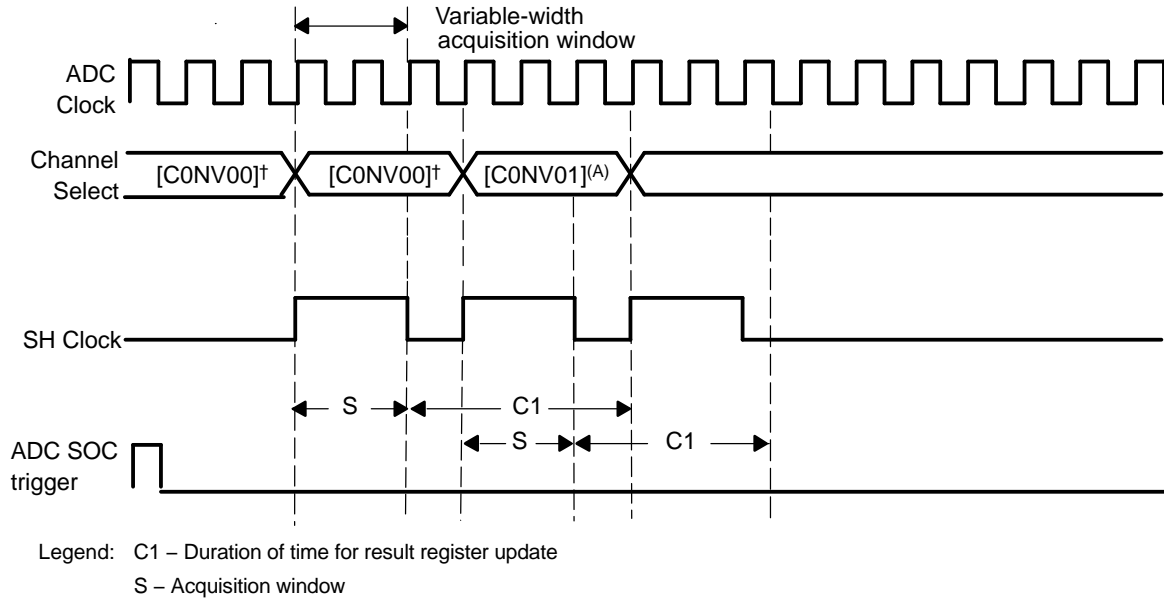 Variable-width
acquisition window
ADC
Clock
Channel
Select
[C0NV00]†
[C0NV00]†
[C0NV01](A)
SH Clock
S
C1
S
C1
ADC SOC
trigger
Legend: C1 – Duration of time for result register update
S – Acquisition window